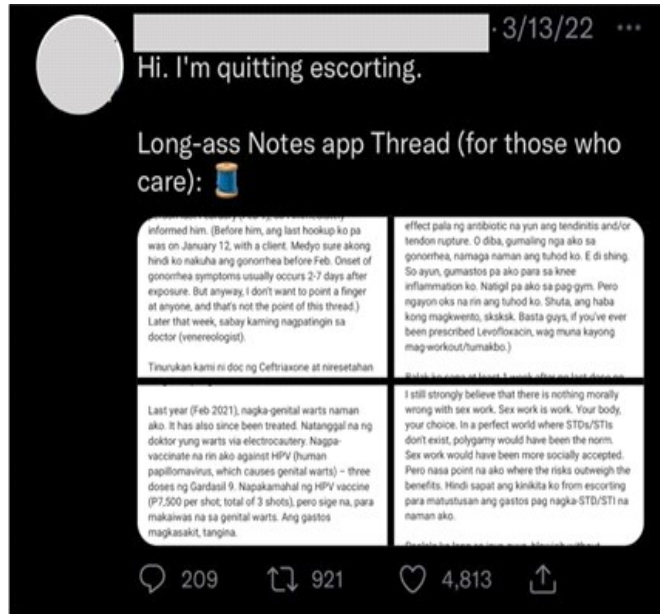 · 3/13/22 ···
Hi. I'm quitting escorting.
Long-ass Notes app Thread (for those who
care): 🧵
informed him. (Before him, ang last hookup ko pa
was on January 12, with a client. Medyo sure akong
hindi ko nakuha ang gonorrhea before Feb. Onset of
gonorrhea symptoms usually occurs 2-7 days after
exposure. But anyway, I don't want to point a finger
at anyone, and that's not the point of this thread.)
Later that week, sabay kaming nagpatingin sa
doctor (venereologist).
Tinurukan kami ni doc ng Ceftriaxone at niresetahan
effect pala ng antibiotic na yun ang tendinitis and/or
tendon rupture. O diba, gumaling nga ako sa
gonorrhea, namaga naman ang tuhod ko. E di shing.
So ayun, gumastos pa ako para sa knee
inflammation ko. Natigil pa ako sa pag-gym. Pero
ngayon oks na rin ang tuhod ko. Shuta, ang haba
kong magkwento, sksksk. Basta guys, if you've ever
been prescribed Levofloxacin, wag muna kayong
mag-workout/tumakbo.)
Last year (Feb 2021), nagka-genital warts naman
ako. It has also since been treated. Natanggal na ng
doktor yung warts via electrocautery. Nagpa-
vaccinate na rin ako against HPV (human
papillomavirus, which causes genital warts) – three
doses ng Gardasil 9. Napakamahal ng HPV vaccine
(P7,500 per shot; total of 3 shots), pero sige na, para
makaiwas na sa genital warts. Ang gastos
magkasakit, tangina.
I still strongly believe that there is nothing morally
wrong with sex work. Sex work is work. Your body,
your choice. In a perfect world where STDs/STIs
don't exist, polygamy would have been the norm.
Sex work would have been more socially accepted.
Pero nasa point na ako where the risks outweigh the
benefits. Hindi sapat ang kinikita ko from escorting
para matustusan ang gastos pag nagka-STD/STI na
naman ako.
209 921 4,813